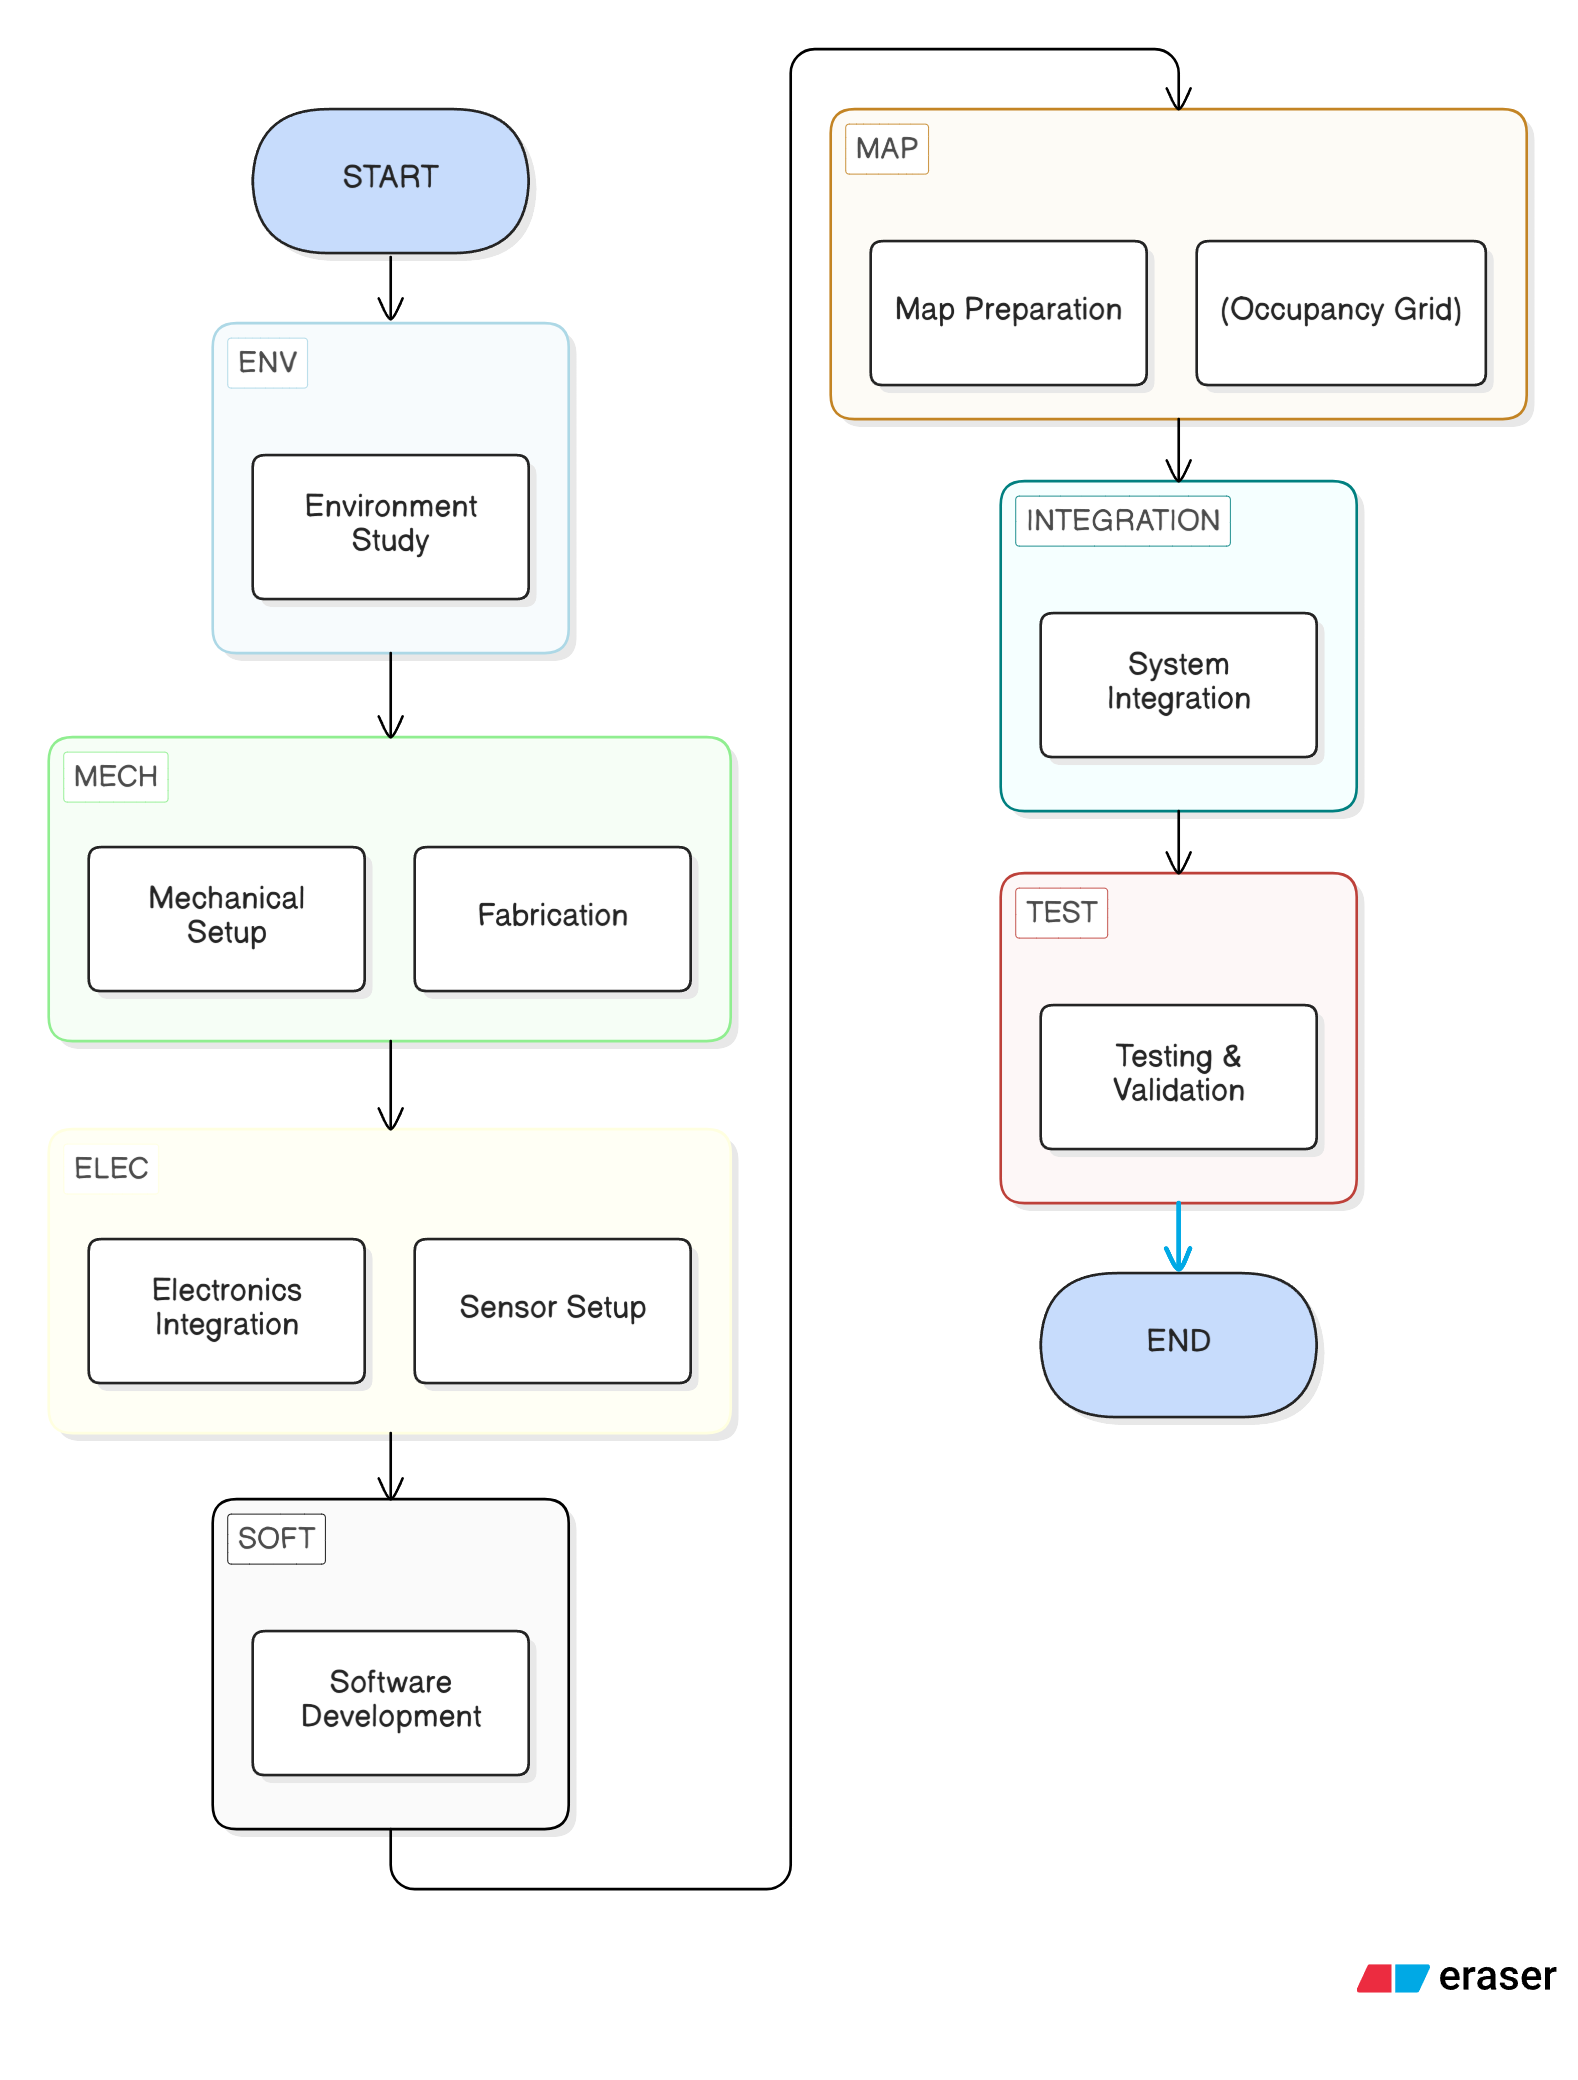 START
ENV
Environment
Study
MECH
Mechanical
Setup
Fabrication
ELEC
Electronics
Integration
Sensor Setup
SOFT
Software
Development
MAP
Map Preparation
(Occupancy Grid)
INTEGRATION
System
Integration
TEST
Testing &
Validation
END
eraser